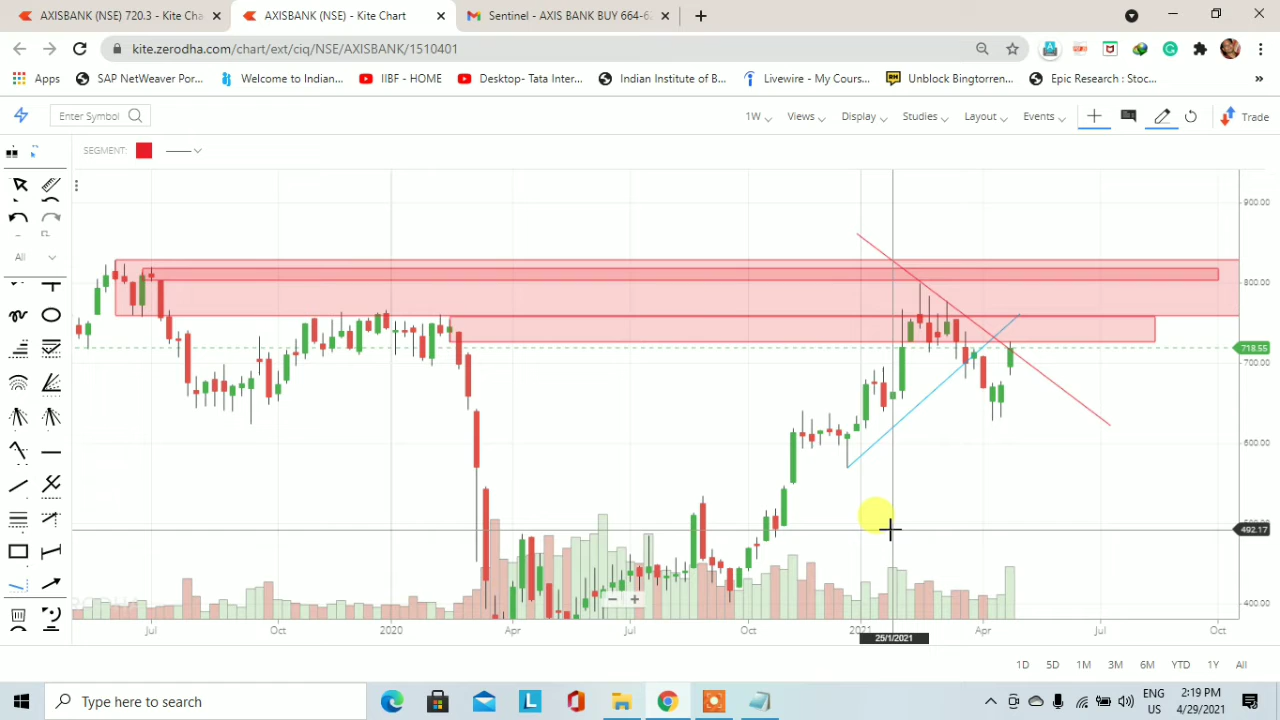 AXISBANK (NSE) 720.3 - Kite Cha
AXISBANK (NSE) - Kite Chart
Sentinel - AXIS BANK BUY 664-6
kite.zerodha.com/chart/ext/ciq/NSE/AXISBANK/1510401
Apps
SAP NetWeaver Por...
Welcome to Indian...
IIBF - HOME
Desktop- Tata Inter...
Indian Institute of B...
Livewire - My Cours...
Unblock Bingtorren...
Epic Research : Stoc...
»
Enter Symbol
1W
Views
Display
Studies
Layout
Events
Trade
SEGMENT:
All
900.00
800.00
718.55
700.00
600.00
492.17
400.00
Jul
Oct
2020
Apr
Jul
Oct
2021
Apr
Jul
Oct
25/1/2021
1D
5D
1M
3M
6M
YTD
1Y
All
Type here to search
ENG
US
2:19 PM
4/29/2021